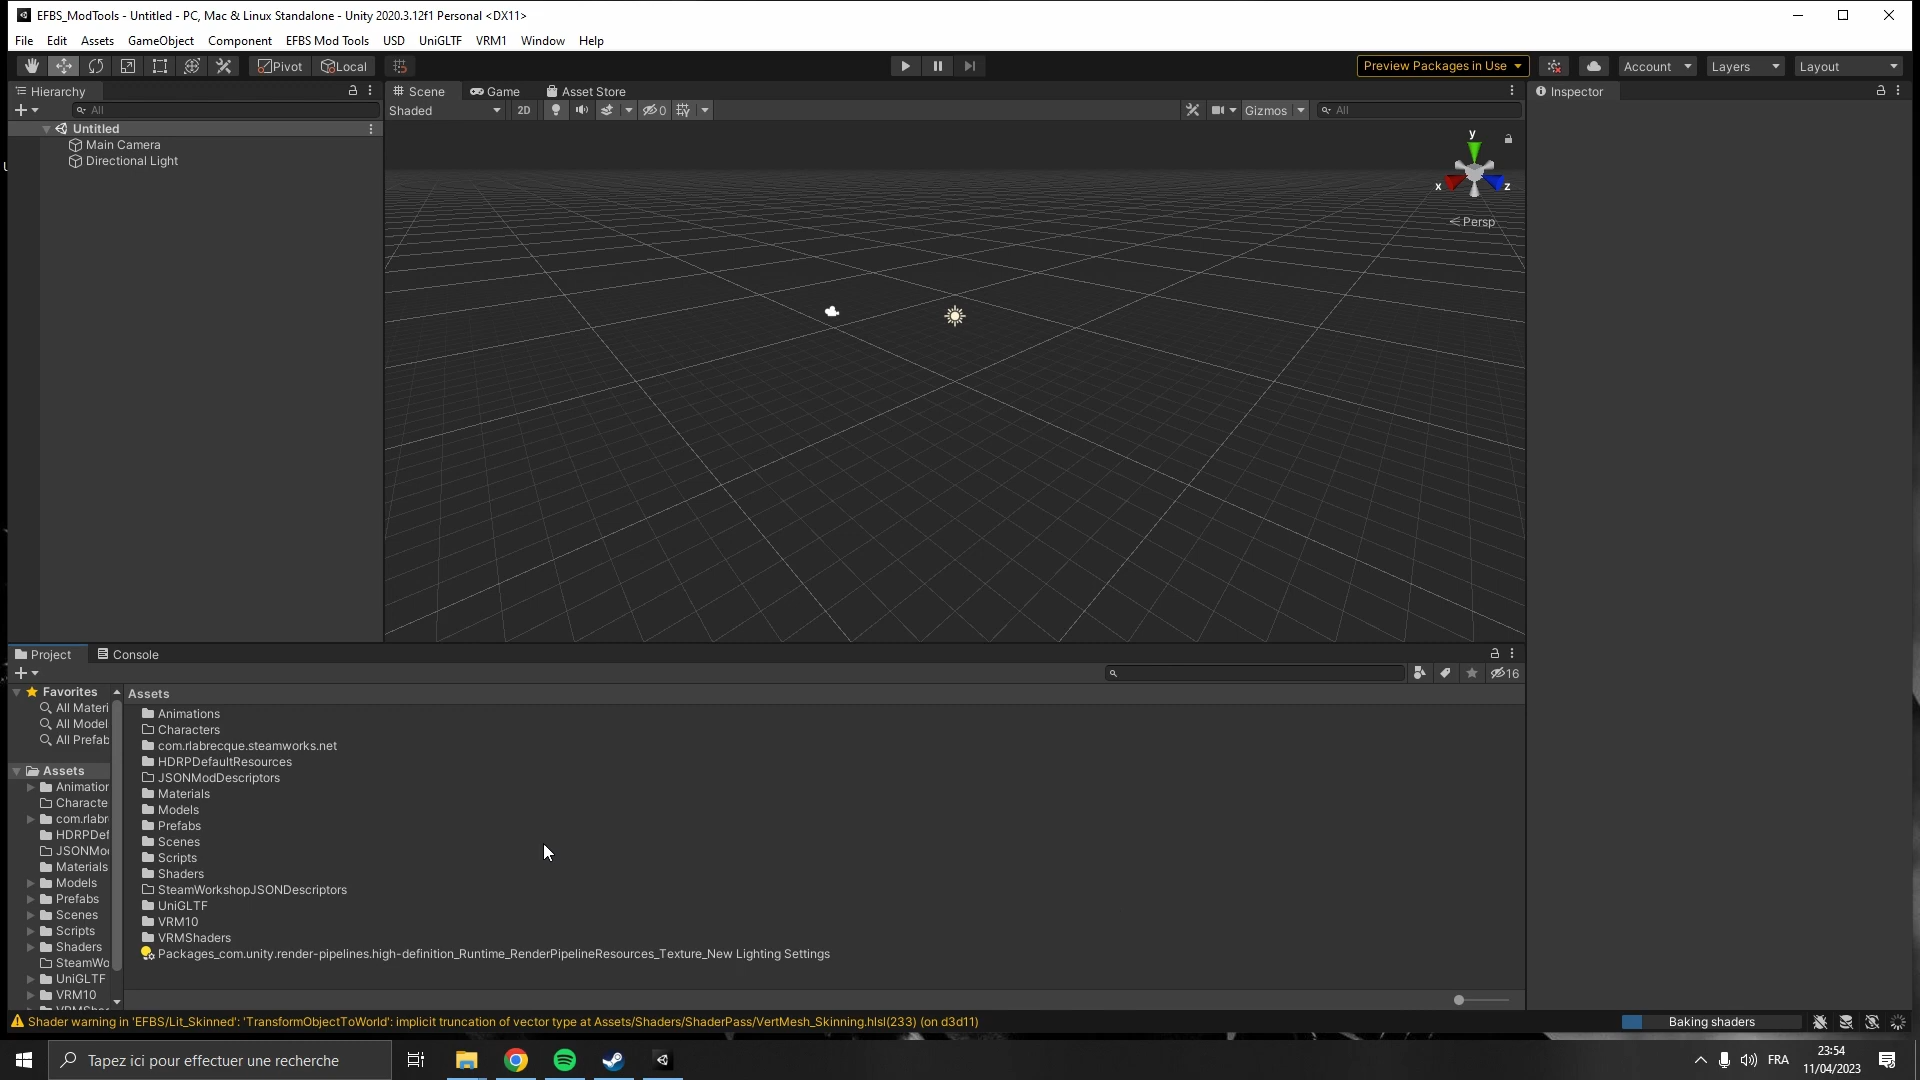 EFBS_ModTools - Untitled - PC, Mac & Linux Standalone - Unity 2020.3.12f1 Personal <DX11>
File Edit Assets GameObject Component EFBS Mod Tools USD UniGLTF VRM1 Window Help
Pivot Local Preview Packages in Use Account Layers Layout
Hierarchy Scene Game Asset Store Inspector
All Shaded 2D 0 Gizmos All
Untitled
Main Camera
Directional Light
y
x z
Persp
Project Console
16
Favorites
All Materi
All Model
All Prefab
Assets
Animation
Characte
com.rlabr
HDRPDef
JSONMo
Materials
Models
Prefabs
Scenes
Scripts
Shaders
SteamWo
UniGLTF
VRM10
Assets
Animations
Characters
com.rlabrecque.steamworks.net
HDRPDefaultResources
JSONModDescriptors
Materials
Models
Prefabs
Scenes
Scripts
Shaders
SteamWorkshopJSONDescriptors
UniGLTF
VRM10
VRMShaders
Packages_com.unity.render-pipelines.high-definition_Runtime_RenderPipelineResources_Texture_New Lighting Settings
Shader warning in 'EFBS/Lit_Skinned': 'TransformObjectToWorld': implicit truncation of vector type at Assets/Shaders/ShaderPass/VertMesh_Skinning.hlsl(233) (on d3d11)
Baking shaders
Tapez ici pour effectuer une recherche
FRA
23:54
11/04/2023